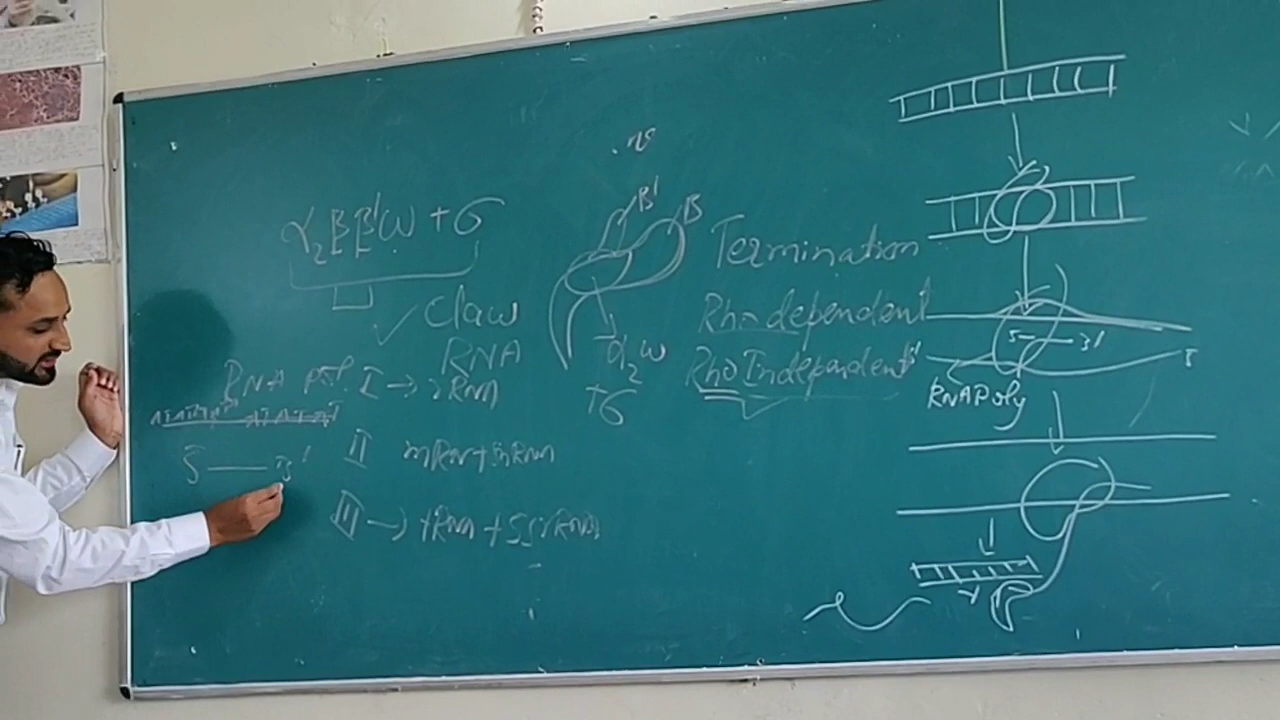 α₂ββ'ω + σ
claw
RNA
RNA pol. I → rRNA
5 — 3'
II mRNA + snRNA
III → tRNA + 5S rRNA
β' β
α₂ω
+σ
Termination
Rho dependent
Rho Independent
5 — 3'
RNA Poly